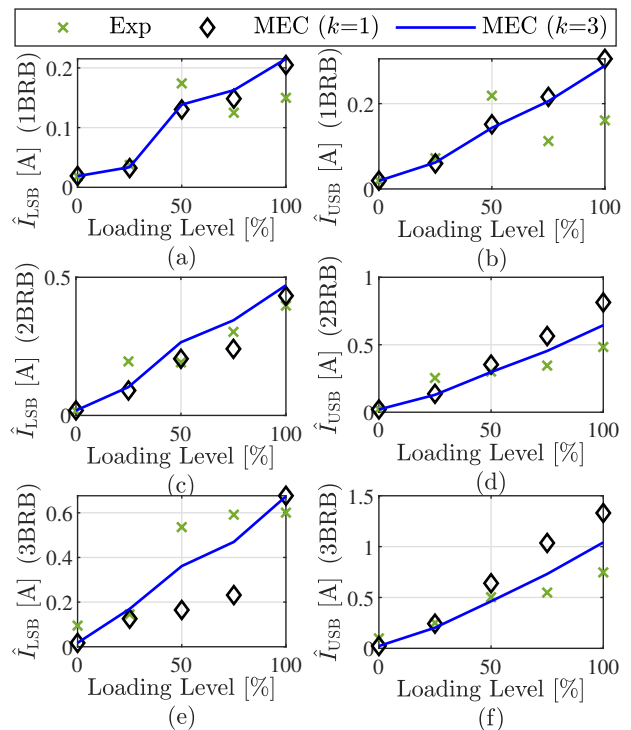 Exp MEC (k=1) MEC (k=3)
Î_LSB [A] (1BRB)
0.2
0.1
0
0 50 100
Loading Level [%]
(a)
Î_USB [A] (1BRB)
0.2
0
0 50 100
Loading Level [%]
(b)
Î_LSB [A] (2BRB)
0.5
0
0 50 100
Loading Level [%]
(c)
Î_USB [A] (2BRB)
1
0.5
0
0 50 100
Loading Level [%]
(d)
Î_LSB [A] (3BRB)
0.6
0.4
0.2
0
0 50 100
Loading Level [%]
(e)
Î_USB [A] (3BRB)
1.5
1
0.5
0
0 50 100
Loading Level [%]
(f)